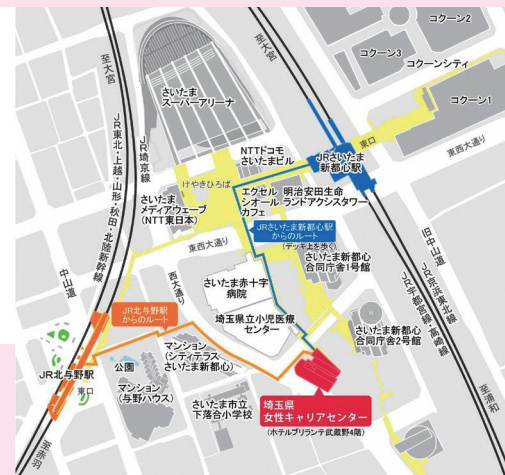 コクーン2
コクーン3
コクーンシティ
コクーン1
至大宮
至大宮
さいたま
スーパーアリーナ
JR東北・上越・山形・秋田・北陸新幹線
JR埼京線
NTTドコモ
さいたまビル
東口
JRさいたま
新都心駅
東西大通り
けやきひろば
さいたま
メディアウェーブ
(NTT東日本)
エクセル
シオール
カフェ
明治安田生命
ランドアクシスタワー
JRさいたま新都心駅
からのルート
(デッキ上を歩く)
東西大通り
中山道
西大通り
さいたま赤十字
病院
さいたま新都心
合同庁舎1号館
旧中山道
JR京浜東北線
JR宇都宮線・高崎線
JR北与野駅
からのルート
埼玉県立小児医療
センター
さいたま新都心
合同庁舎2号館
マンション
(シティテラス
さいたま新都心)
JR北与野駅
公園
東口
マンション
(与野ハウス)
さいたま市立
下落合小学校
埼玉県
女性キャリアセンター
(ホテルブリランテ武蔵野4階)
至浦和
至赤羽